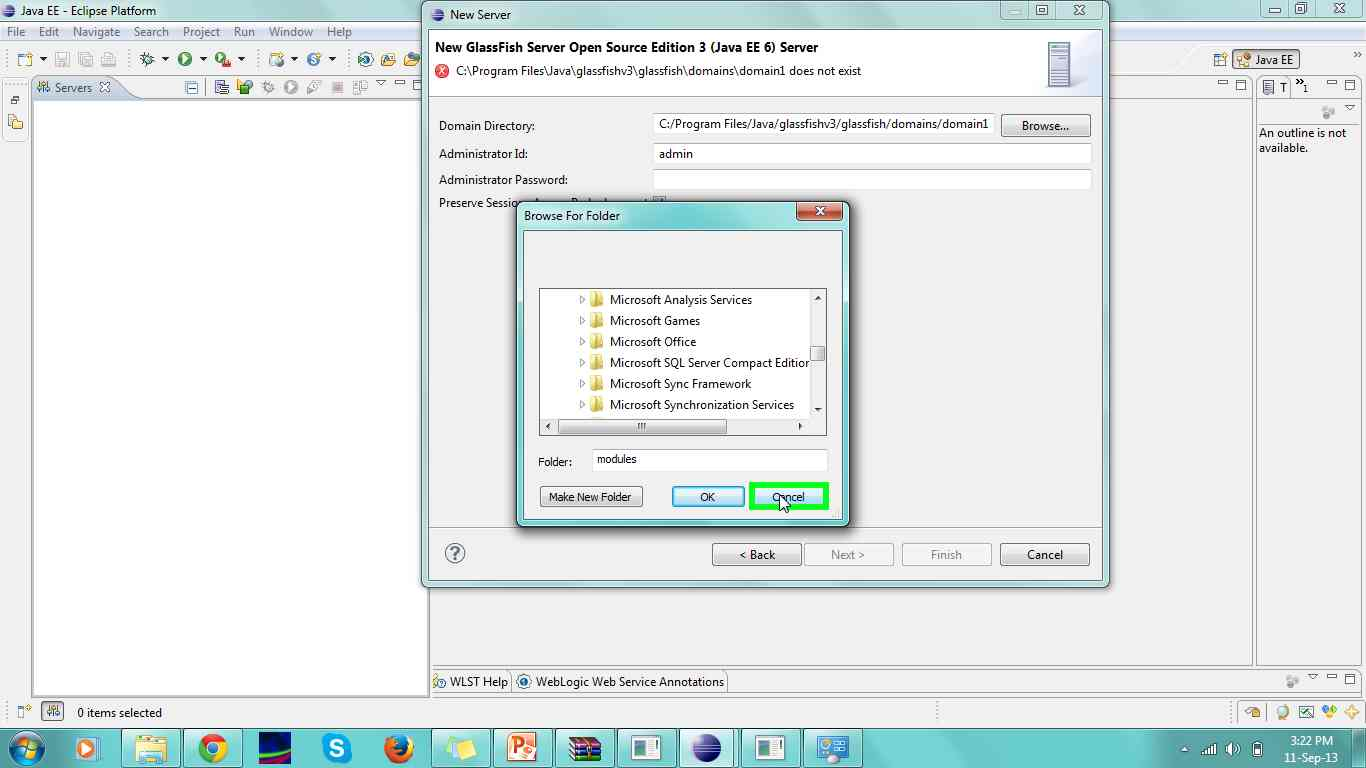 Java EE - Eclipse Platform
File Edit Navigate Search Project Run Window Help
Java EE
Servers
T
»1
An outline is not
available.
New Server
New GlassFish Server Open Source Edition 3 (Java EE 6) Server
C:\Program Files\Java\glassfishv3\glassfish\domains\domain1 does not exist
Domain Directory: C:/Program Files/Java/glassfishv3/glassfish/domains/domain1 Browse...
Administrator Id: admin
Administrator Password:
Preserve
Browse For Folder
Microsoft Analysis Services
Microsoft Games
Microsoft Office
Microsoft SQL Server Compact Edition
Microsoft Sync Framework
Microsoft Synchronization Services
Folder: modules
Make New Folder OK Cancel
< Back Next > Finish Cancel
WLST Help WebLogic Web Service Annotations
0 items selected
3:22 PM
11-Sep-13